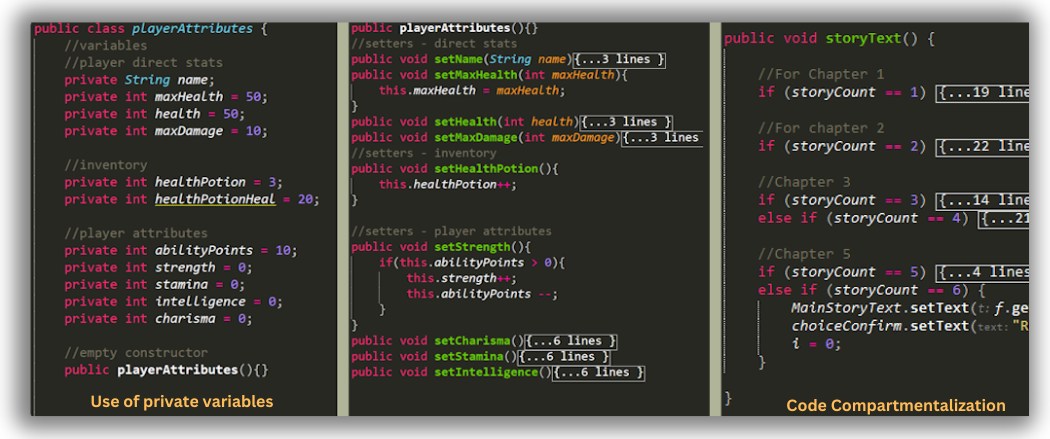 public class playerAttributes {
//variables
//player direct stats
private String name;
private int maxHealth = 50;
private int health = 50;
private int maxDamage = 10;
//inventory
private int healthPotion = 3;
private int healthPotionHeal = 20;
//player attributes
private int abilityPoints = 10;
private int strength = 0;
private int stamina = 0;
private int intelligence = 0;
private int charisma = 0;
//empty constructor
public playerAttributes(){}
Use of private variables
public playerAttributes(){}
//setters - direct stats
public void setName(String name){...3 lines }
public void setMaxHealth(int maxHealth){
this.maxHealth = maxHealth;
}
public void setHealth(int health){...3 lines }
public void setMaxDamage(int maxDamage){...3 lines
//setters - inventory
public void setHealthPotion(){
this.healthPotion++;
}
//setters - player attributes
public void setStrength(){
if(this.abilityPoints > 0){
this.strength++;
this.abilityPoints --;
}
}
public void setCharisma(){...6 lines }
public void setStamina(){...6 lines }
public void setIntelligence(){...6 lines }
public void storyText() {
//For Chapter 1
if (storyCount == 1) {...19 line
//For chapter 2
if (storyCount == 2) {...22 line
//Chapter 3
if (storyCount == 3) {...14 line
else if (storyCount == 4) {...21
//Chapter 5
if (storyCount == 5) {...4 lines
else if (storyCount == 6) {
MainStoryText.setText(t: f.ge
choiceConfirm.setText(text: "R
i = 0;
}
}
Code Compartmentalization